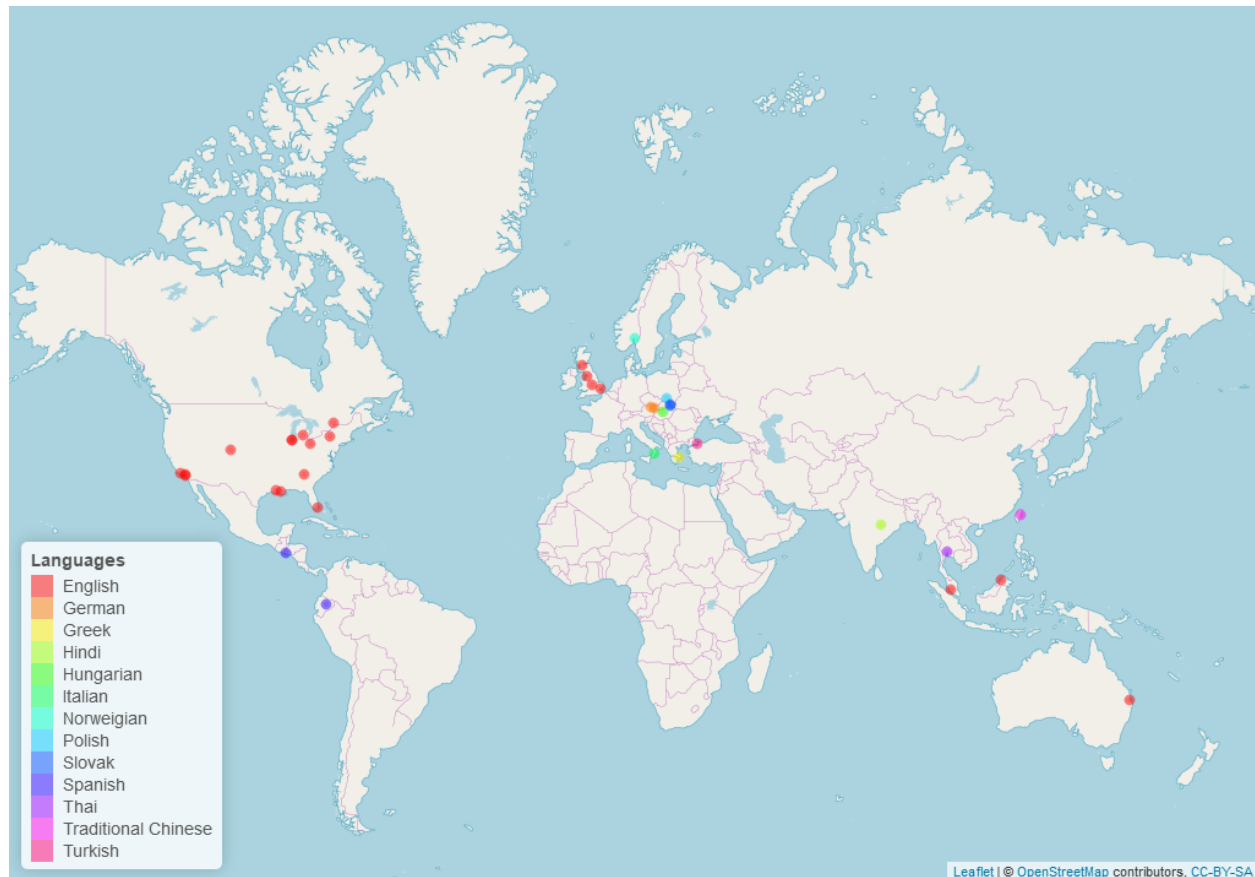 Languages
English
German
Greek
Hindi
Hungarian
Italian
Norweigian
Polish
Slovak
Spanish
Thai
Traditional Chinese
Turkish
Leaflet | © OpenStreetMap contributors, CC-BY-SA